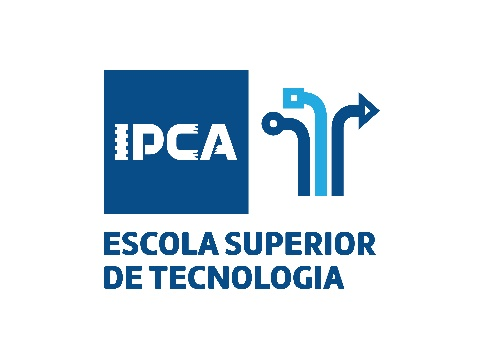 IPCA
ESCOLA SUPERIOR
DE TECNOLOGIA